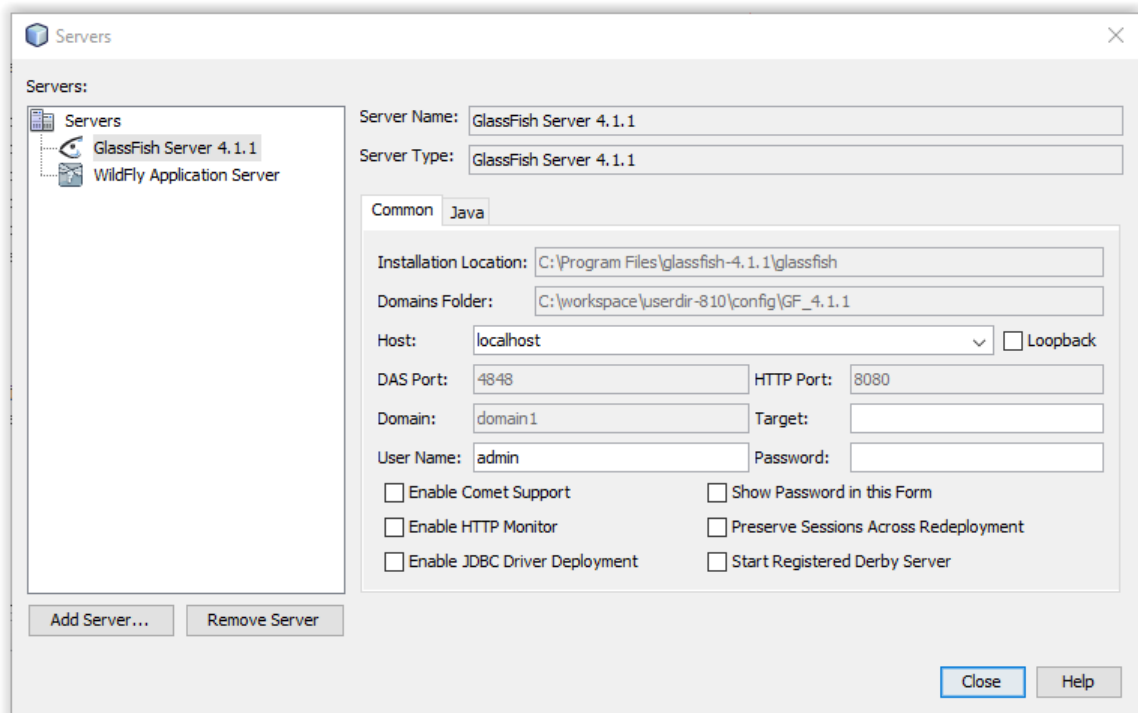 Servers
Servers:
Servers
GlassFish Server 4.1.1
WildFly Application Server
Add Server...
Remove Server
Server Name: GlassFish Server 4.1.1
Server Type: GlassFish Server 4.1.1
Common Java
Installation Location: C:\Program Files\glassfish-4.1.1\glassfish
Domains Folder: C:\workspace\userdir-810\config\GF_4.1.1
Host: localhost Loopback
DAS Port: 4848 HTTP Port: 8080
Domain: domain1 Target:
User Name: admin Password:
Enable Comet Support Show Password in this Form
Enable HTTP Monitor Preserve Sessions Across Redeployment
Enable JDBC Driver Deployment Start Registered Derby Server
Close Help